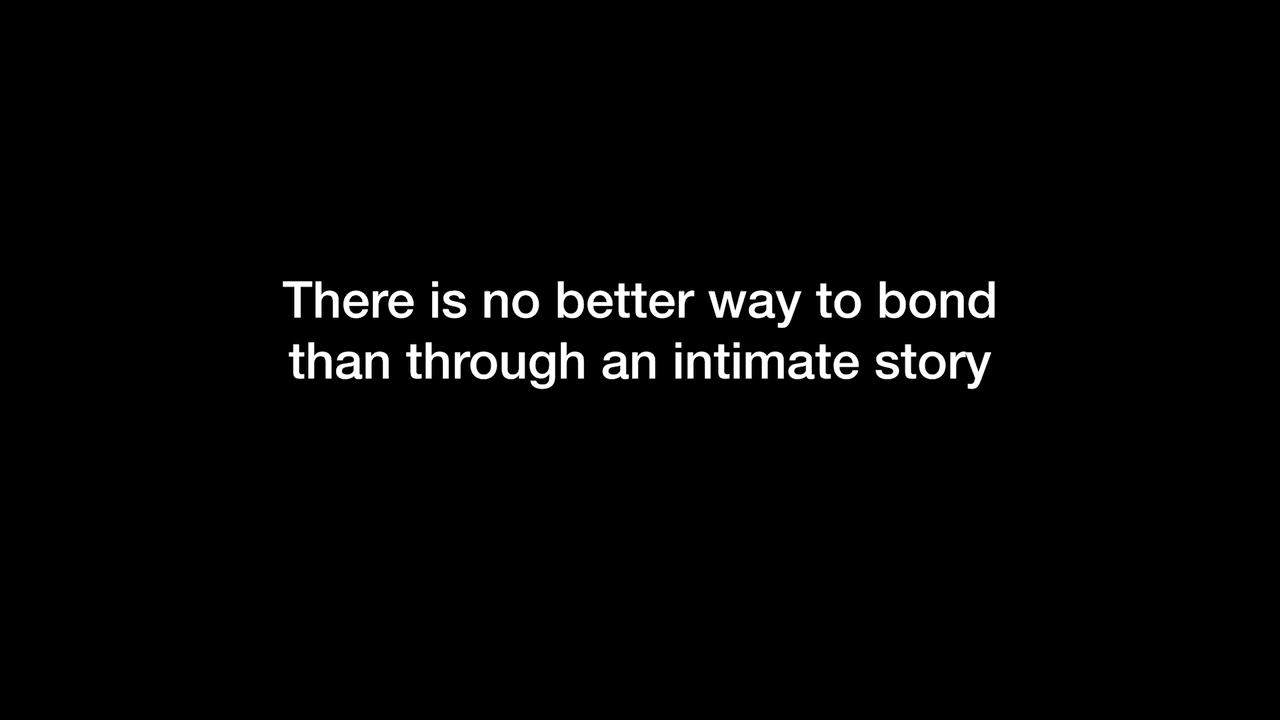 There is no better way to bond
than through an intimate story